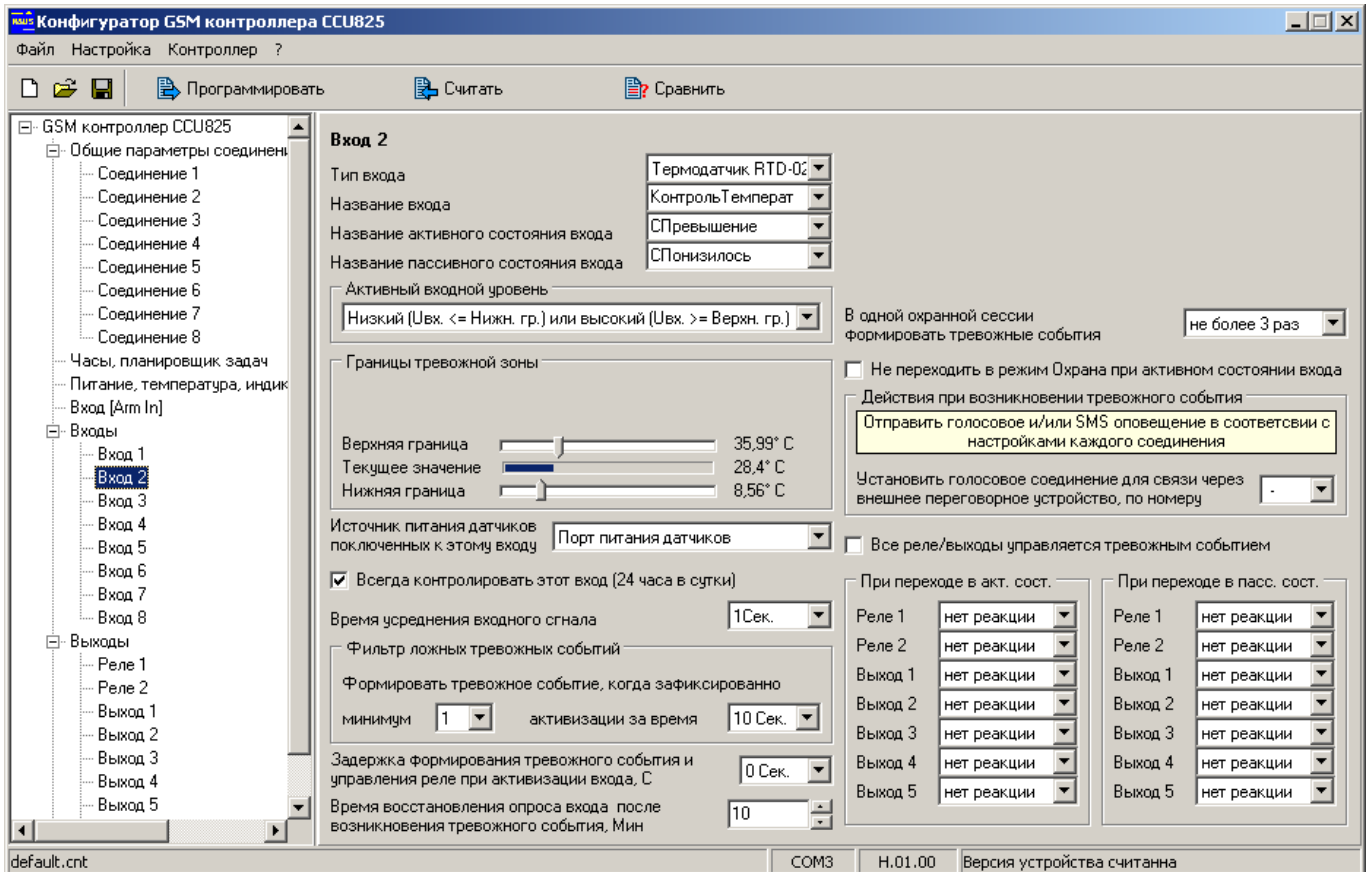 Конфигуратор GSM контроллера CCU825
Файл Настройка Контроллер ?
Программировать Считать Сравнить
GSM контроллер CCU825
Общие параметры соединени
Соединение 1
Соединение 2
Соединение 3
Соединение 4
Соединение 5
Соединение 6
Соединение 7
Соединение 8
Часы, планировщик задач
Питание, температура, индик
Вход [Arm In]
Входы
Вход 1
Вход 2
Вход 3
Вход 4
Вход 5
Вход 6
Вход 7
Вход 8
Выходы
Реле 1
Реле 2
Выход 1
Выход 2
Выход 3
Выход 4
Выход 5
Вход 2
Тип входа Термодатчик RTD-02
Название входа КонтрольТемперат
Название активного состояния входа СПревышение
Название пассивного состояния входа СПонизилось
Активный входной уровень
Низкий (Uвх. <= Нижн. гр.) или высокий (Uвх. >= Верхн. гр.)
Границы тревожной зоны
Верхняя граница 35,99° C
Текущее значение 28,4° C
Нижняя граница 8,56° C
Источник питания датчиков
поключенных к этому входу Порт питания датчиков
Всегда контролировать этот вход (24 часа в сутки)
Время усреднения входного сгнала 1Сек.
Фильтр ложных тревожных событий
Формировать тревожное событие, когда зафиксированно
минимум 1 активизации за время 10 Сек.
Задержка формирования тревожного события и
управления реле при активизации входа, С 0 Сек.
Время восстановления опроса входа после
возникновения тревожного события, Мин 10
В одной охранной сессии
формировать тревожные события не более 3 раз
Не переходить в режим Охрана при активном состоянии входа
Действия при возникновении тревожного события
Отправить голосовое и/или SMS оповещение в соответсвии с
настройками каждого соединения
Установить голосовое соединение для связи через
внешнее переговорное устройство, по номеру -
Все реле/выходы управляется тревожным событием
При переходе в акт. сост.
Реле 1 нет реакции
Реле 2 нет реакции
Выход 1 нет реакции
Выход 2 нет реакции
Выход 3 нет реакции
Выход 4 нет реакции
Выход 5 нет реакции
При переходе в пасс. сост.
Реле 1 нет реакции
Реле 2 нет реакции
Выход 1 нет реакции
Выход 2 нет реакции
Выход 3 нет реакции
Выход 4 нет реакции
Выход 5 нет реакции
default.cnt COM3 H.01.00 Версия устройства считанна